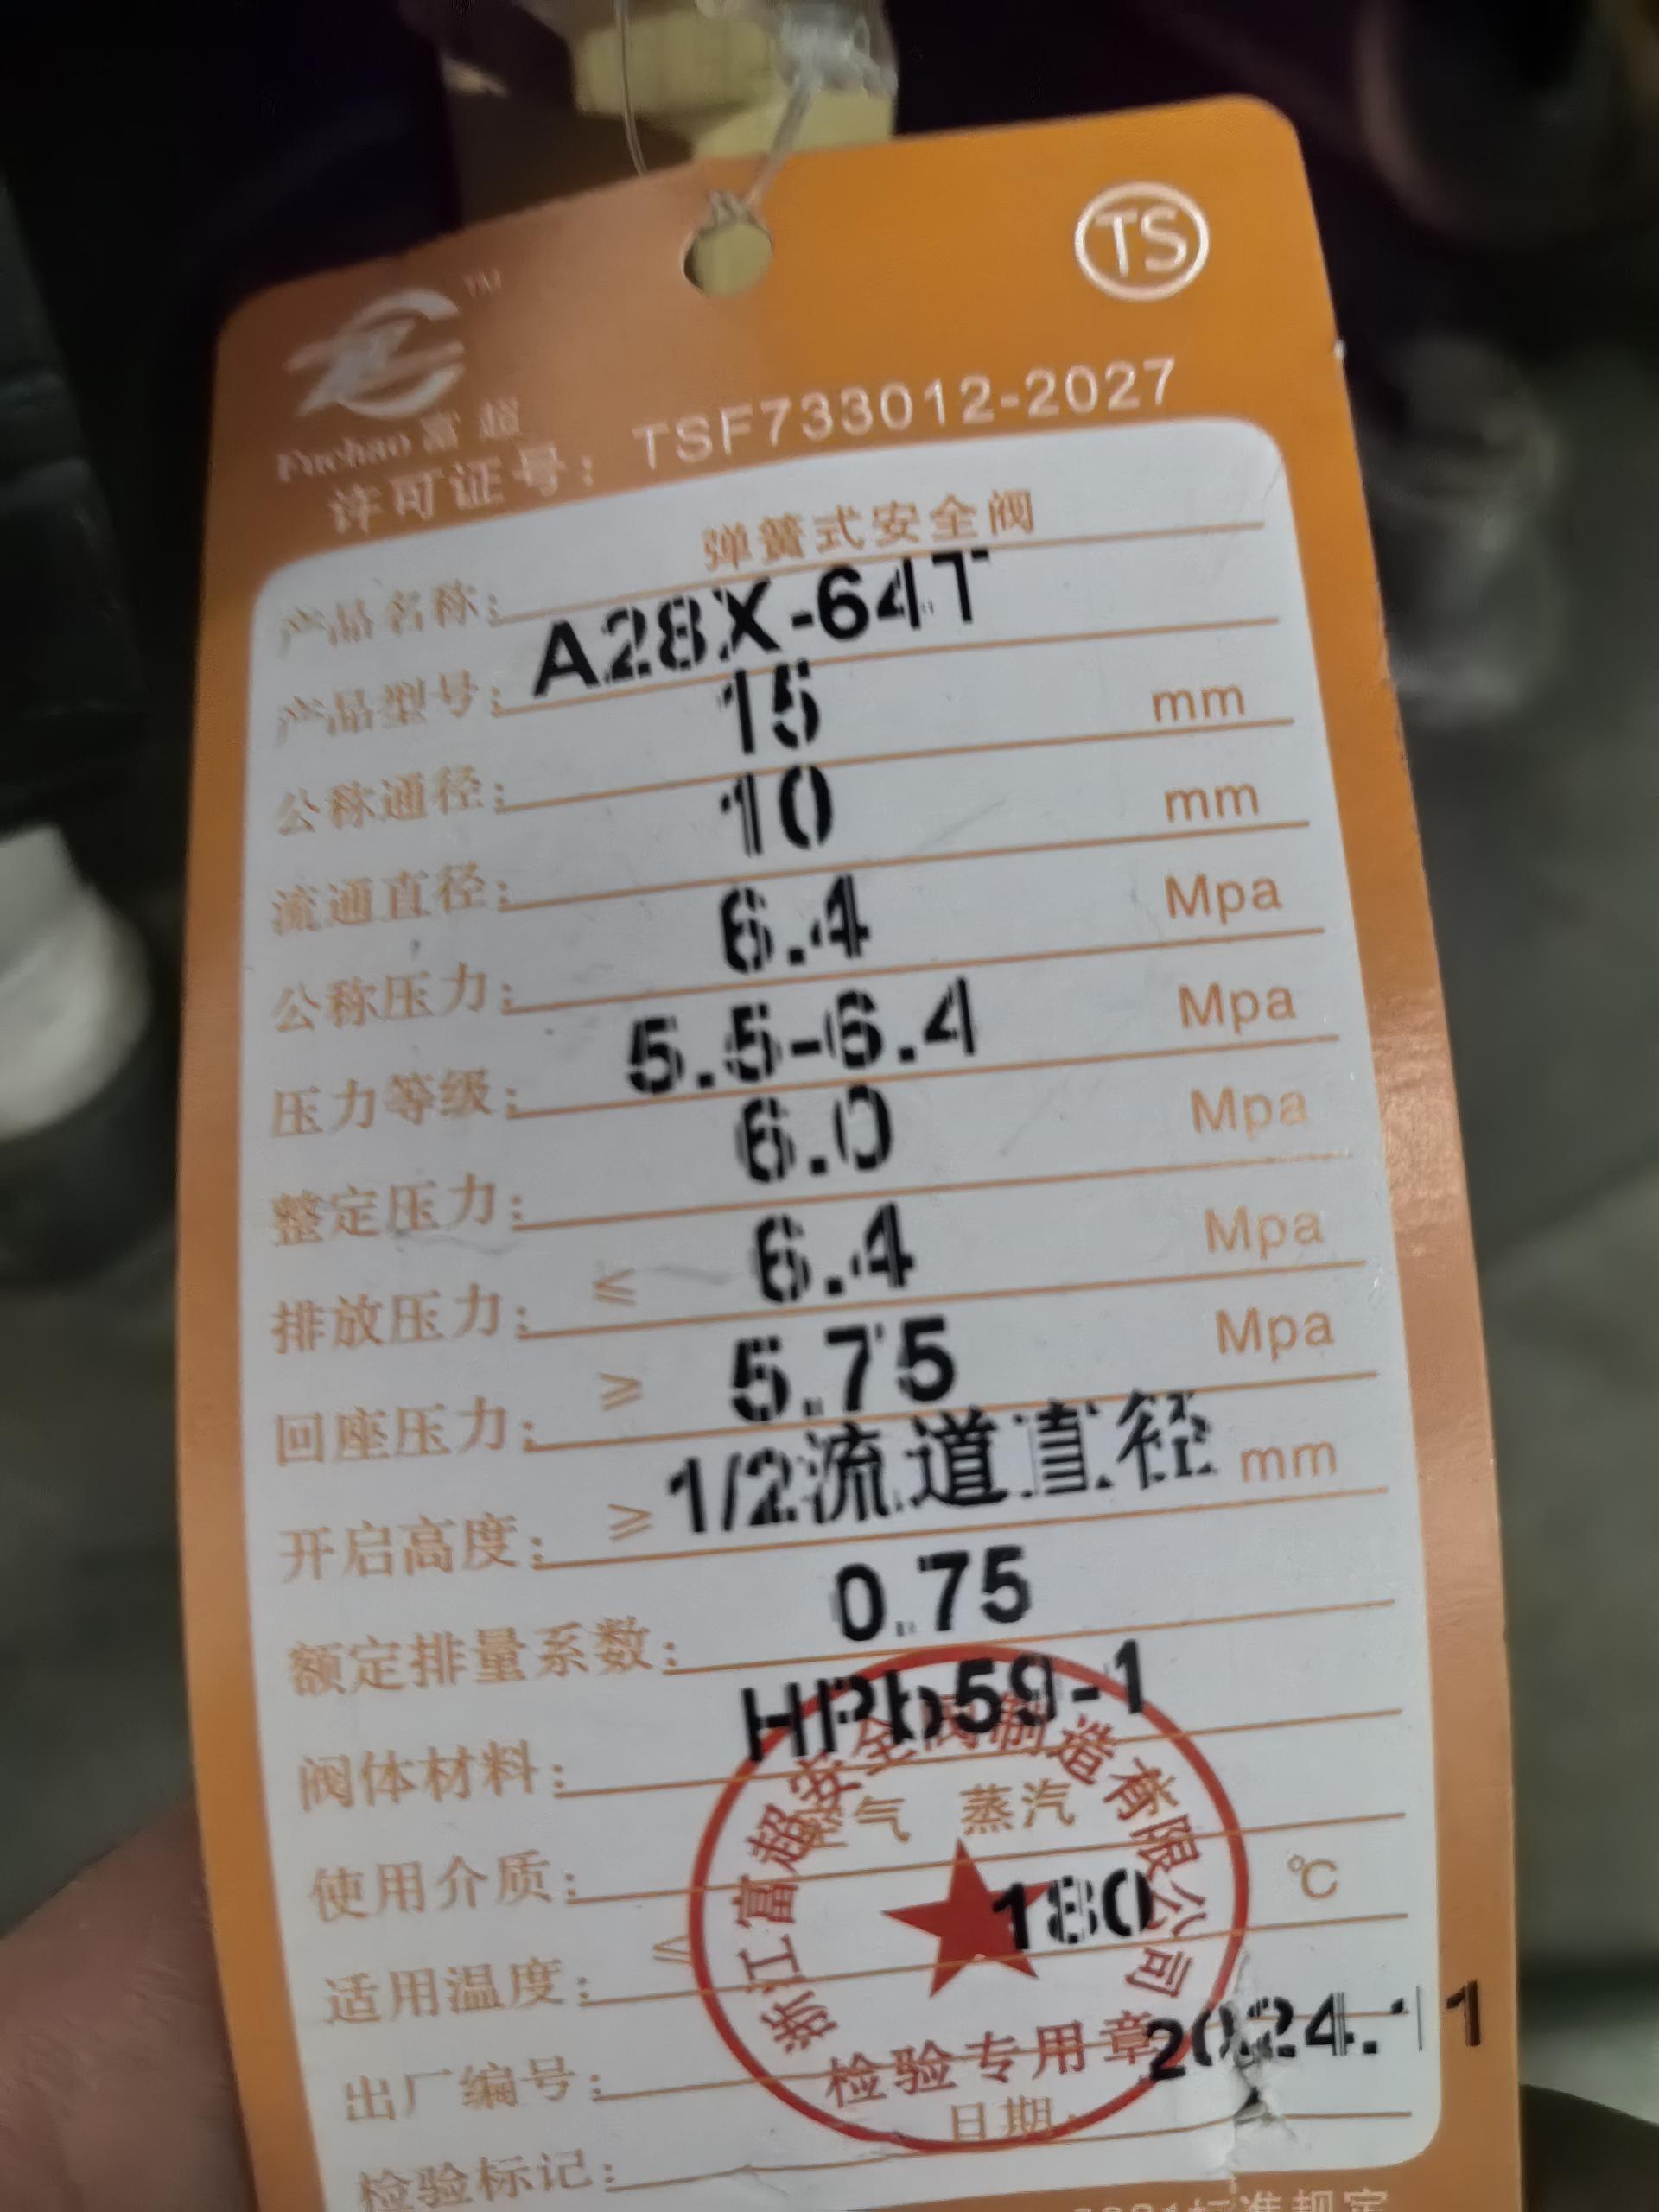 TM
TS
Fuchao 富超
许可证号： TSF733012-2027
产品名称： 弹簧式安全阀
产品型号： A28X-64T
公称通径： 15 mm
流通直径： 10 mm
公称压力： 6.4 Mpa
压力等级： 5.5-6.4 Mpa
整定压力： 6.0 Mpa
排放压力： ≤ 6.4 Mpa
回座压力： ≥ 5.75 Mpa
开启高度： ≥ 1/2流道直径 mm
额定排量系数： 0.75
阀体材料： HPb59-1
使用介质： 气 蒸汽
适用温度： ≤ 180 ℃
出厂编号： 2024.11
检验标记： 日期：
浙江富超安全阀制造有限公司
检验专用章
标准规定